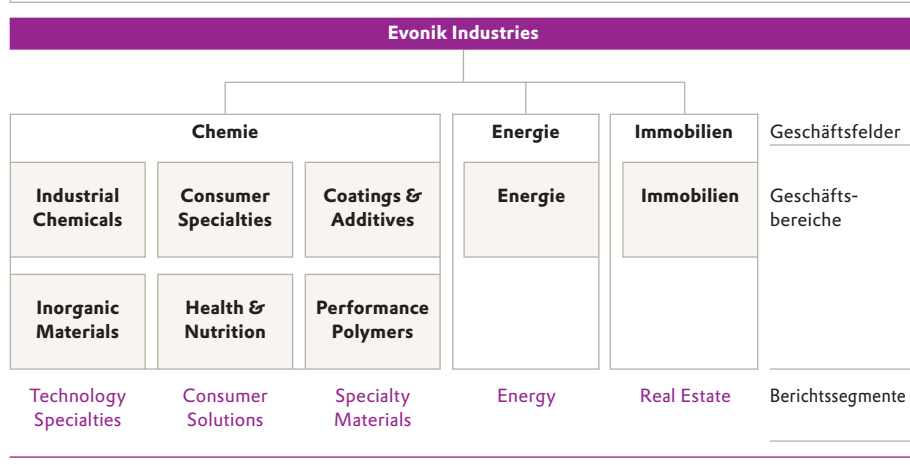 Evonik Industries
Chemie
Energie
Immobilien
Geschäftsfelder
Industrial
Chemicals
Consumer
Specialties
Coatings &
Additives
Energie
Immobilien
Geschäfts-
bereiche
Inorganic
Materials
Health &
Nutrition
Performance
Polymers
Technology
Specialties
Consumer
Solutions
Specialty
Materials
Energy
Real Estate
Berichtssegmente